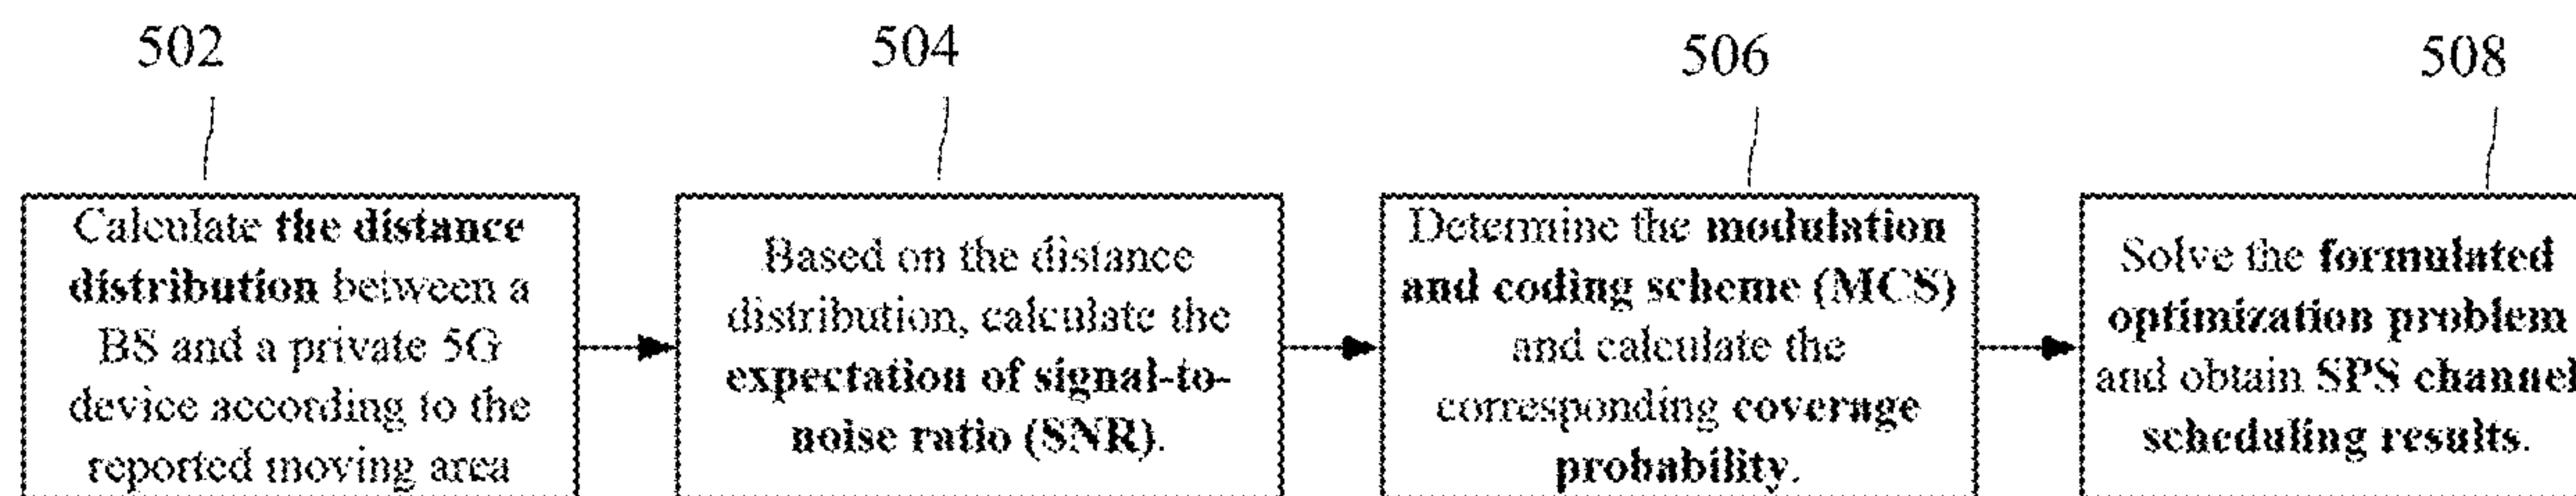 502
504
506
508
Calculate the distance
distribution between a
BS and a private 5G
device according to the
reported moving area
Based on the distance
distribution, calculate the
expectation of signal-to-
noise ratio (SNR).
Determine the modulation
and coding scheme (MCS)
and calculate the
corresponding coverage
probability.
Solve the formulated
optimization problem
and obtain SPS channel
scheduling results.